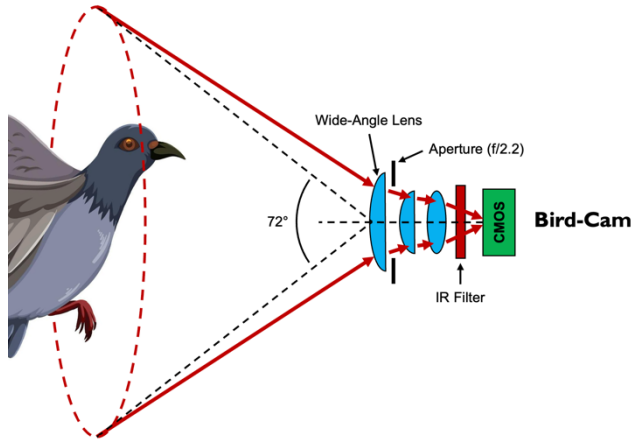 Wide-Angle Lens
Aperture (f/2.2)
72°
CMOS
Bird-Cam
IR Filter